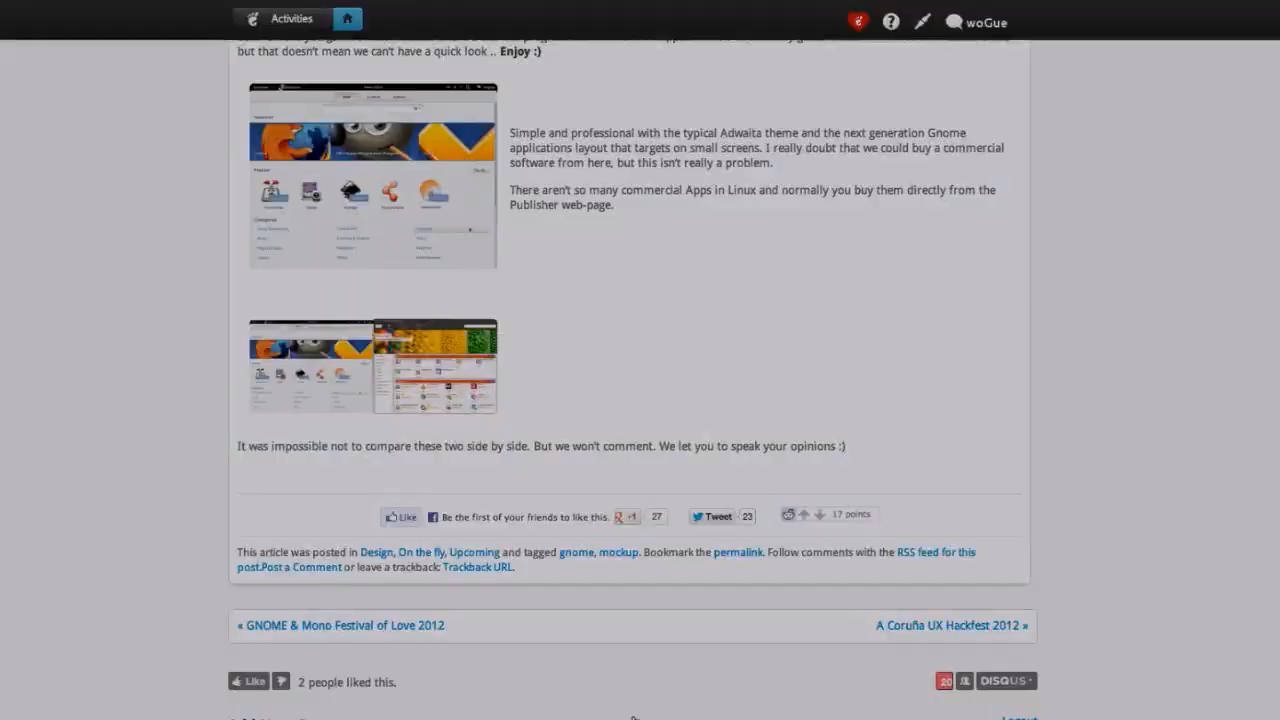 Activities
woGue
but that doesn't mean we can't have a quick look .. Enjoy :)
Simple and professional with the typical Adwaita theme and the next generation Gnome
applications layout that targets on small screens. I really doubt that we could buy a commercial
software from here, but this isn't really a problem.
There aren't so many commercial Apps in Linux and normally you buy them directly from the
Publisher web-page.
It was impossible not to compare these two side by side. But we won't comment. We let you to speak your opinions :)
Like Be the first of your friends to like this. +1 27 Tweet 23 17 points
This article was posted in Design, On the fly, Upcoming and tagged gnome, mockup. Bookmark the permalink. Follow comments with the RSS feed for this
post.Post a Comment or leave a trackback: Trackback URL.
« GNOME & Mono Festival of Love 2012
A Coruña UX Hackfest 2012 »
Like 2 people liked this.
20 DISQUS